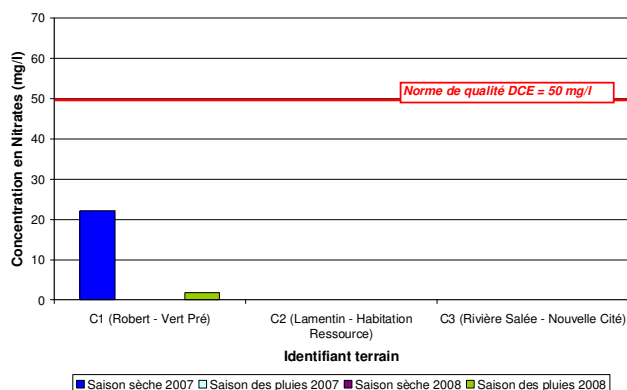 70
60
50
40
30
20
10
0
Concentration en Nitrates (mg/l)
Norme de qualité DCE = 50 mg/l
C1 (Robert - Vert Pré)
C2 (Lamentin - Habitation
Ressource)
C3 (Rivière Salée - Nouvelle Cité)
Identifiant terrain
Saison sèche 2007
Saison des pluies 2007
Saison sèche 2008
Saison des pluies 2008